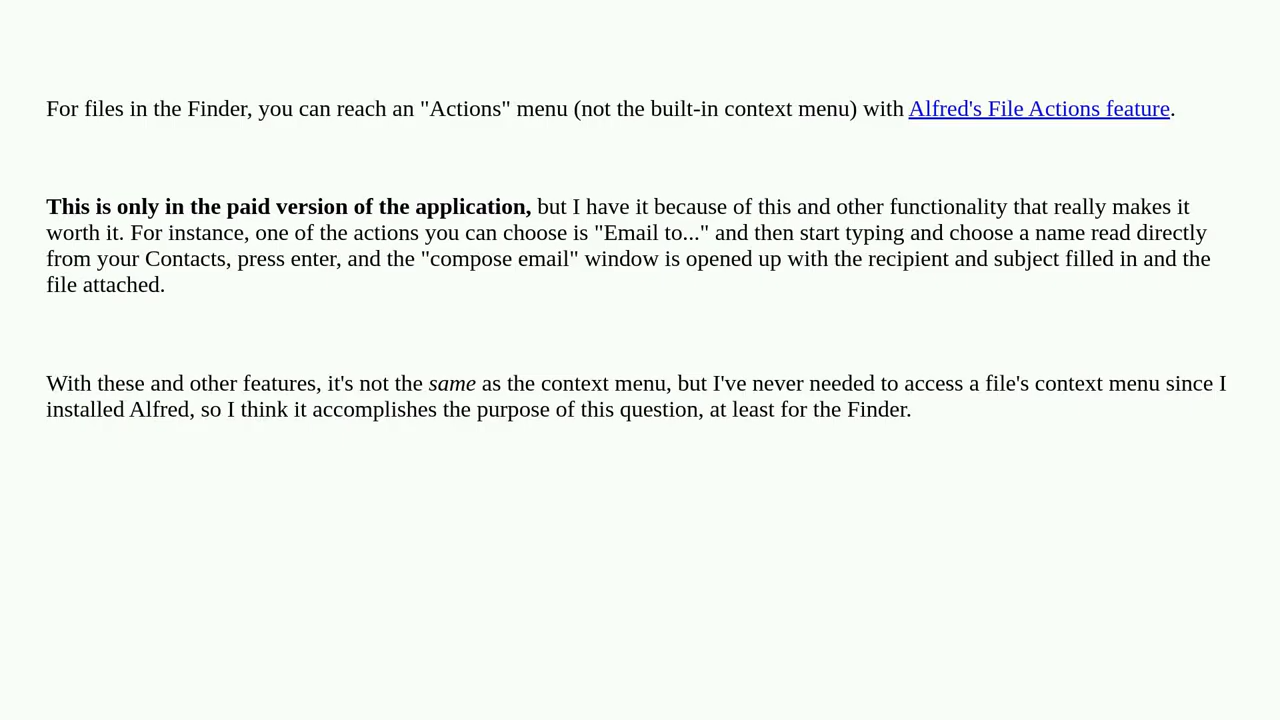 For files in the Finder, you can reach an "Actions" menu (not the built-in context menu) with Alfred's File Actions feature.
This is only in the paid version of the application, but I have it because of this and other functionality that really makes it
worth it. For instance, one of the actions you can choose is "Email to..." and then start typing and choose a name read directly
from your Contacts, press enter, and the "compose email" window is opened up with the recipient and subject filled in and the
file attached.
With these and other features, it's not the same as the context menu, but I've never needed to access a file's context menu since I
installed Alfred, so I think it accomplishes the purpose of this question, at least for the Finder.